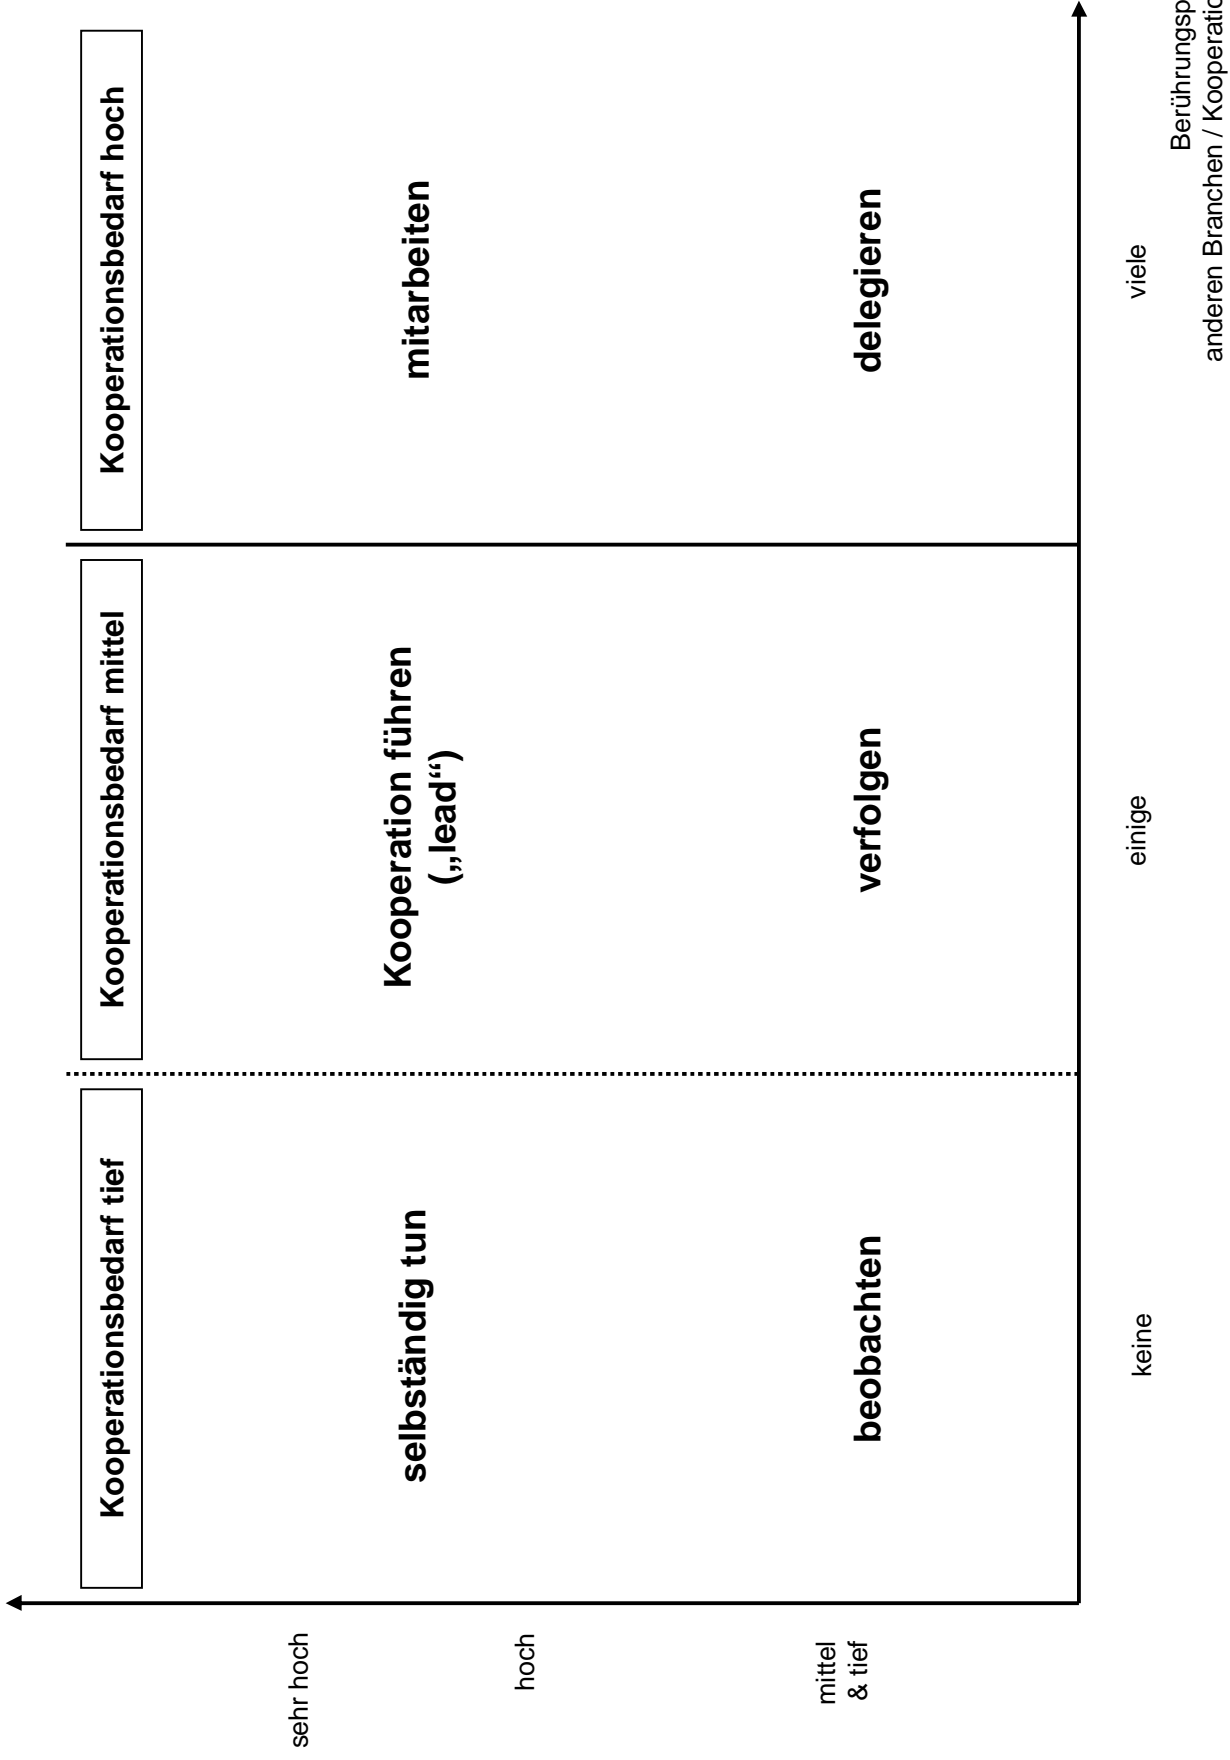 Kooperationsbedarf tief
Kooperationsbedarf mittel
Kooperationsbedarf hoch
sehr hoch
hoch
mittel
& tief
selbständig tun
Kooperation führen
(„lead“)
mitarbeiten
beobachten
verfolgen
delegieren
keine
einige
viele
anderen Branchen /